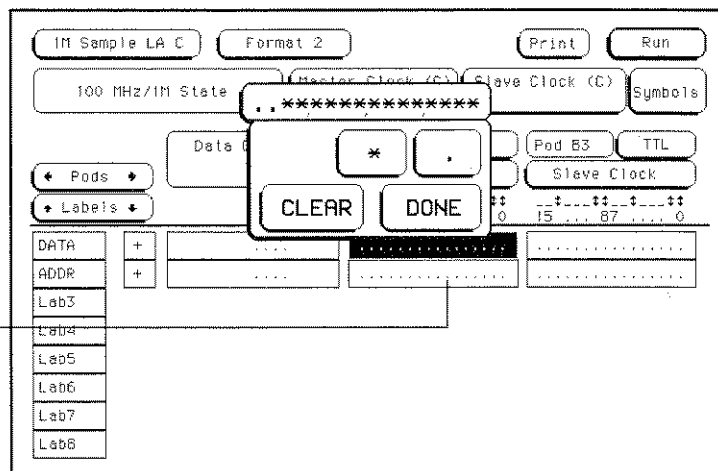 1M Sample LA C Format 2 Print Run
100 MHz/1M State Master Clock (C) Slave Clock (C) Symbols
..**************
Data Pod B3 TTL
* .
← Pods → Slave Clock
↑ Labels ↓ CLEAR DONE
0 15 ... 87 ... 0
DATA + .... ................ ................
ADDR + .... ................ ................
Lab3
Lab4
Lab5
Lab6
Lab7
Lab8